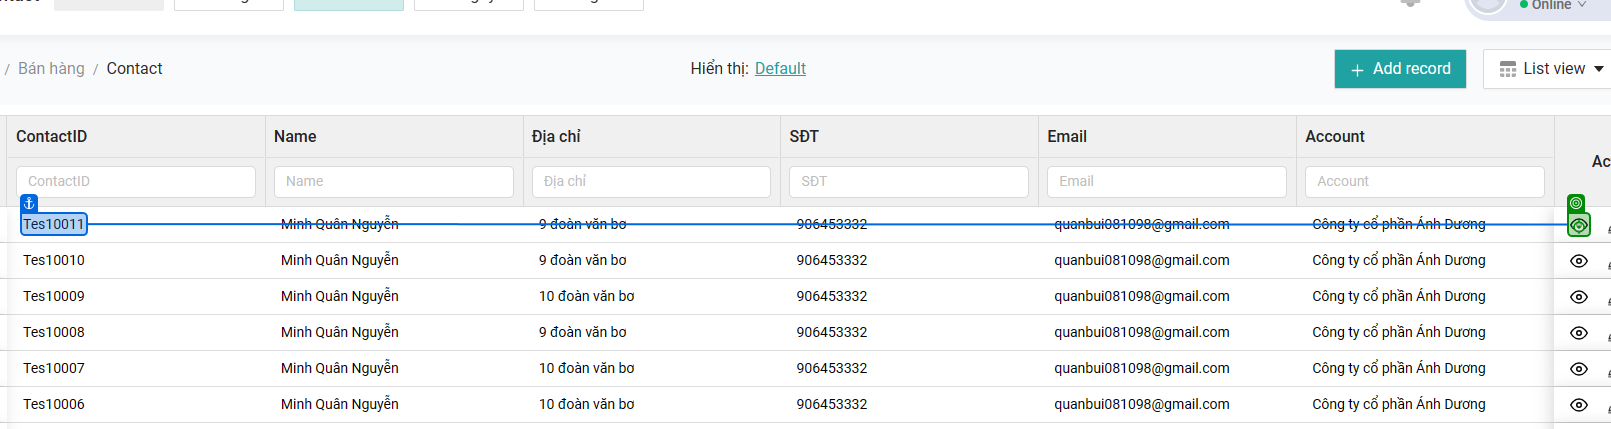 Online
/ Bán hàng / Contact
Hiển thị: Default
+ Add record
List view
ContactID Name Địa chỉ SĐT Email Account
ContactID Name Địa chỉ SĐT Email Account
Tes10011 Minh Quân Nguyễn 9 đoàn văn bơ 906453332 quanbui081098@gmail.com Công ty cổ phần Ánh Dương
Tes10010 Minh Quân Nguyễn 9 đoàn văn bơ 906453332 quanbui081098@gmail.com Công ty cổ phần Ánh Dương
Tes10009 Minh Quân Nguyễn 10 đoàn văn bơ 906453332 quanbui081098@gmail.com Công ty cổ phần Ánh Dương
Tes10008 Minh Quân Nguyễn 9 đoàn văn bơ 906453332 quanbui081098@gmail.com Công ty cổ phần Ánh Dương
Tes10007 Minh Quân Nguyễn 10 đoàn văn bơ 906453332 quanbui081098@gmail.com Công ty cổ phần Ánh Dương
Tes10006 Minh Quân Nguyễn 10 đoàn văn bơ 906453332 quanbui081098@gmail.com Công ty cổ phần Ánh Dương